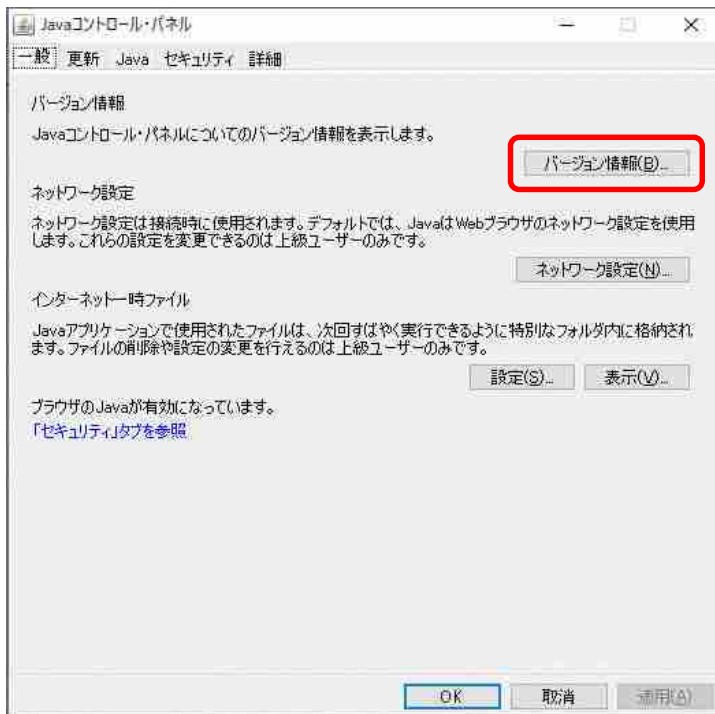 Javaコントロール・パネル
一般 更新 Java セキュリティ 詳細
バージョン情報
Javaコントロール・パネルについてのバージョン情報を表示します。
バージョン情報(B)...
ネットワーク設定
ネットワーク設定は接続時に使用されます。デフォルトでは、JavaはWebブラウザのネットワーク設定を使用
します。これらの設定を変更できるのは上級ユーザーのみです。
ネットワーク設定(N)...
インターネット一時ファイル
Javaアプリケーションで使用されたファイルは、次回すばやく実行できるように特別なフォルダ内に格納され
ます。ファイルの削除や設定の変更を行えるのは上級ユーザーのみです。
設定(S)... 表示(V)...
ブラウザのJavaが有効になっています。
「セキュリティ」タブを参照
OK 取消 適用(A)